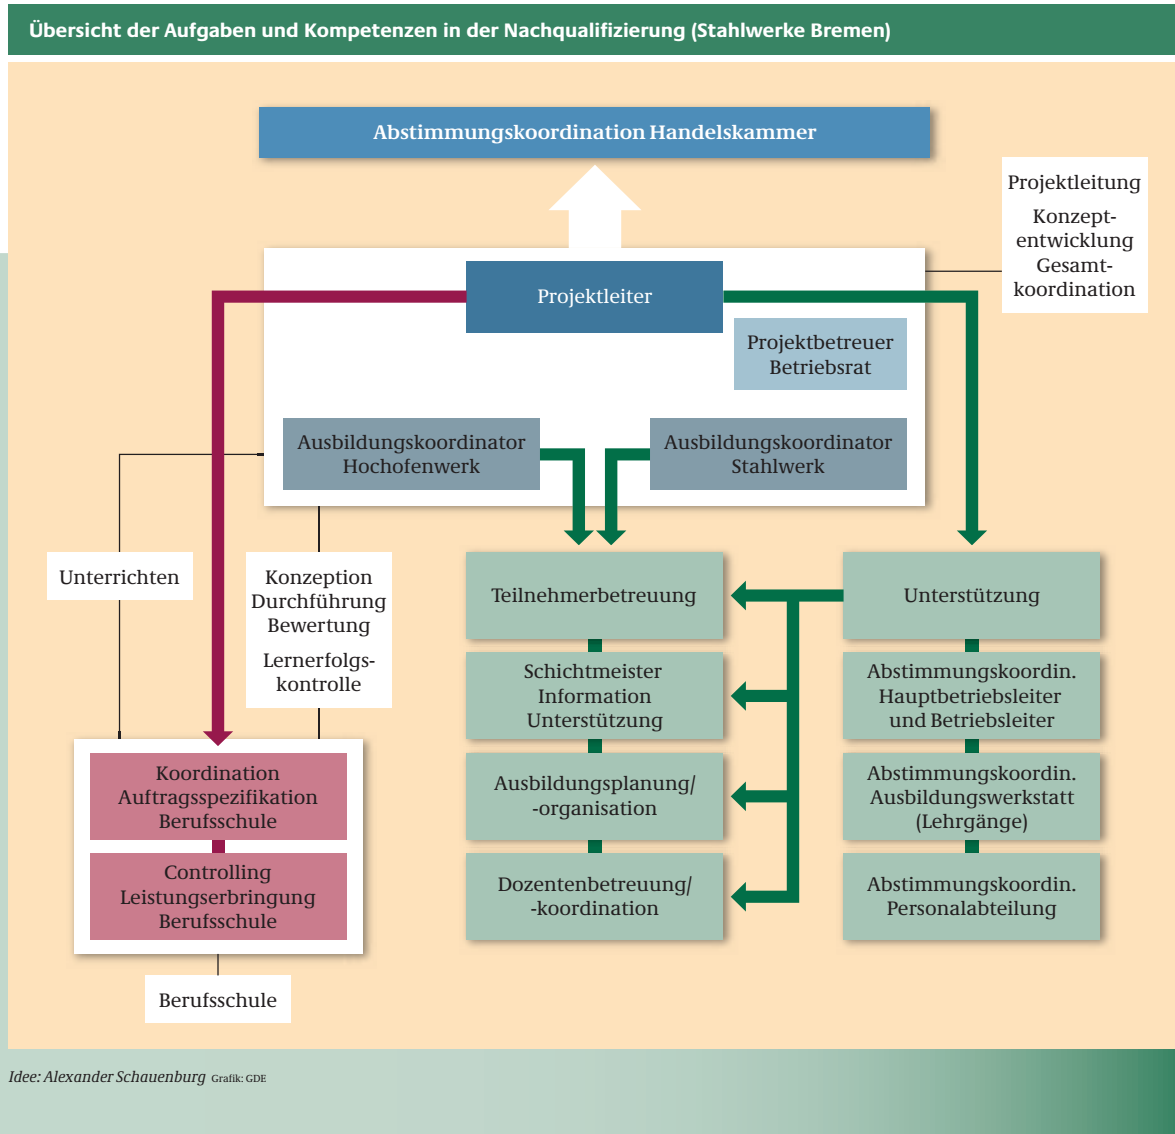 Übersicht der Aufgaben und Kompetenzen in der Nachqualifizierung (Stahlwerke Bremen)
Abstimmungskoordination Handelskammer
Projektleitung
Konzept-
entwicklung
Gesamt-
koordination
Projektleiter
Projektbetreuer
Betriebsrat
Ausbildungskoordinator
Hochofenwerk
Ausbildungskoordinator
Stahlwerk
Unterrichten
Konzeption
Durchführung
Bewertung
Lernerfolgs-
kontrolle
Teilnehmerbetreuung
Unterstützung
Schichtmeister
Information
Unterstützung
Abstimmungskoordin.
Hauptbetriebsleiter
und Betriebsleiter
Koordination
Auftragsspezifikation
Berufsschule
Ausbildungsplanung/
-organisation
Abstimmungskoordin.
Ausbildungswerkstatt
(Lehrgänge)
Controlling
Leistungserbringung
Berufsschule
Dozentenbetreuung/
-koordination
Abstimmungskoordin.
Personalabteilung
Berufsschule
Idee: Alexander Schauenburg Grafik: GDE